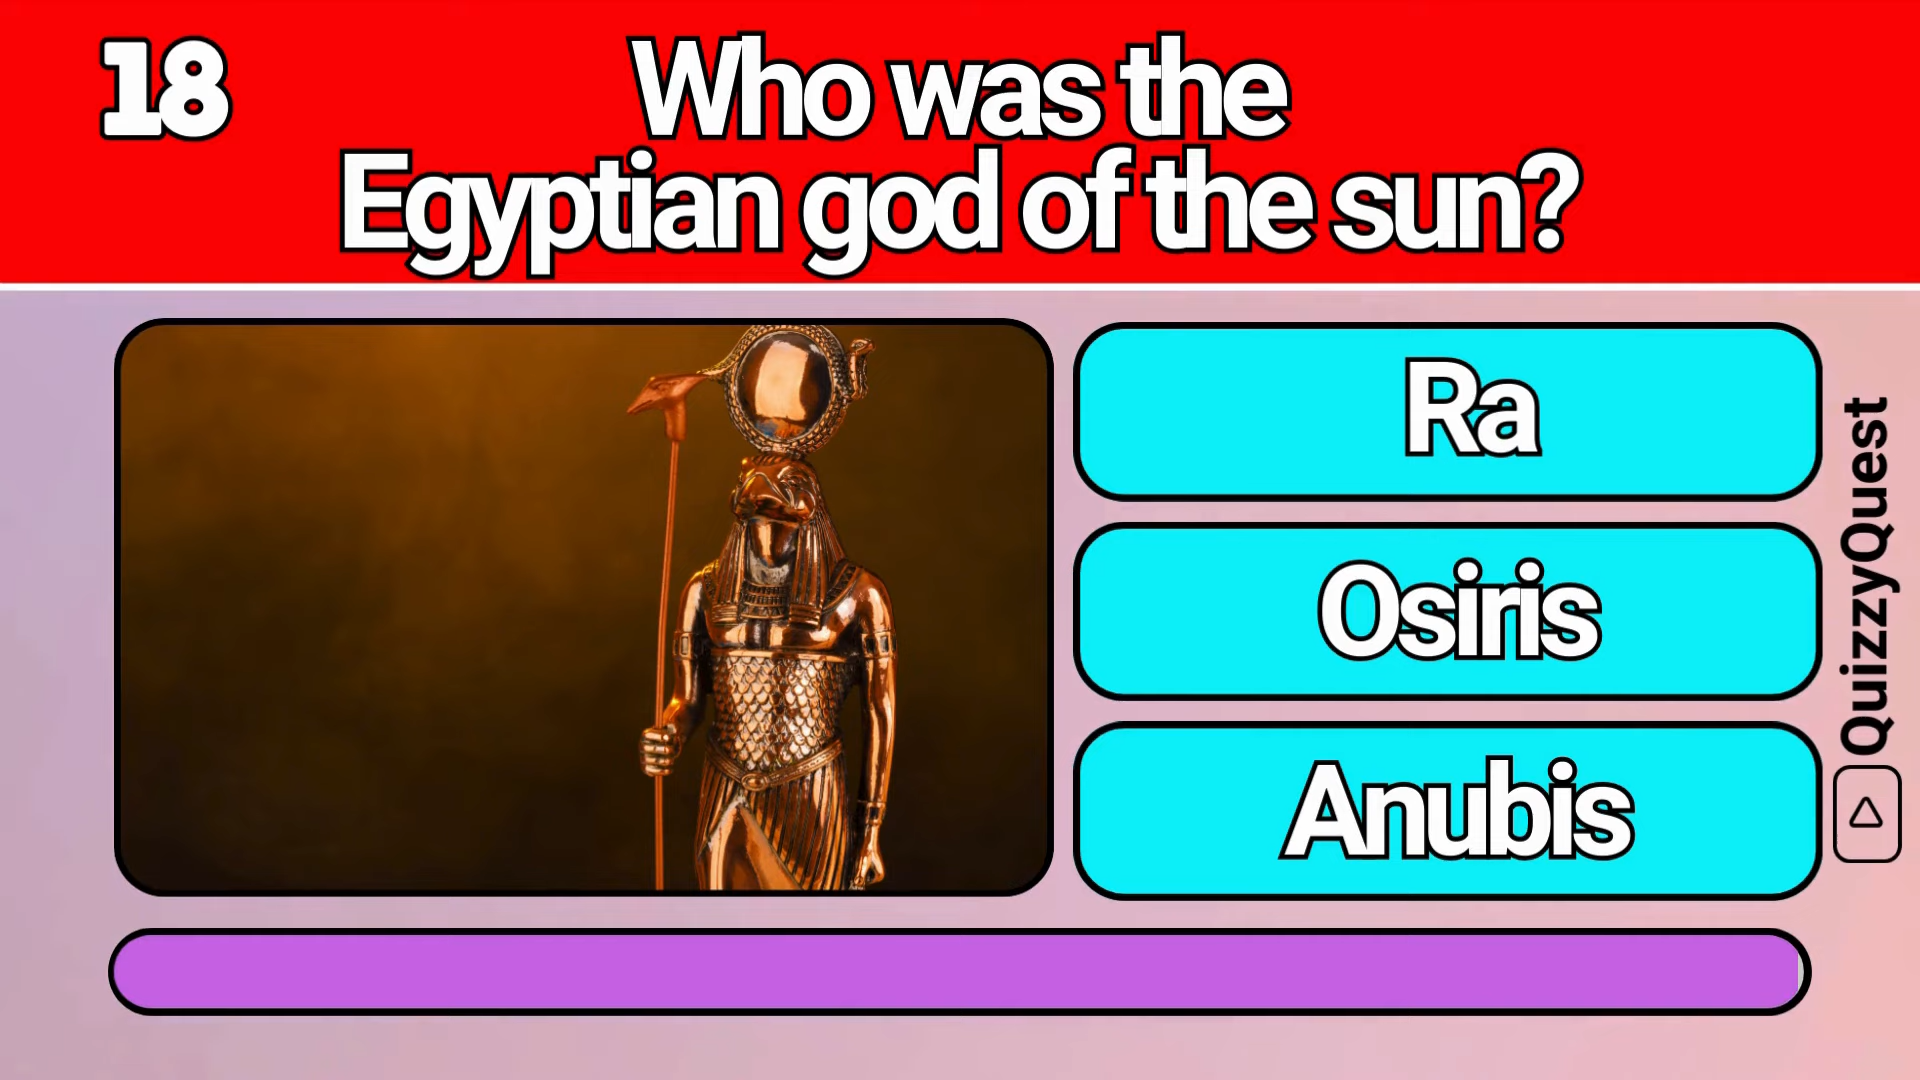 18
Who was the
Egyptian god of the sun?
Ra
Osiris
Anubis
QuizzyQuest